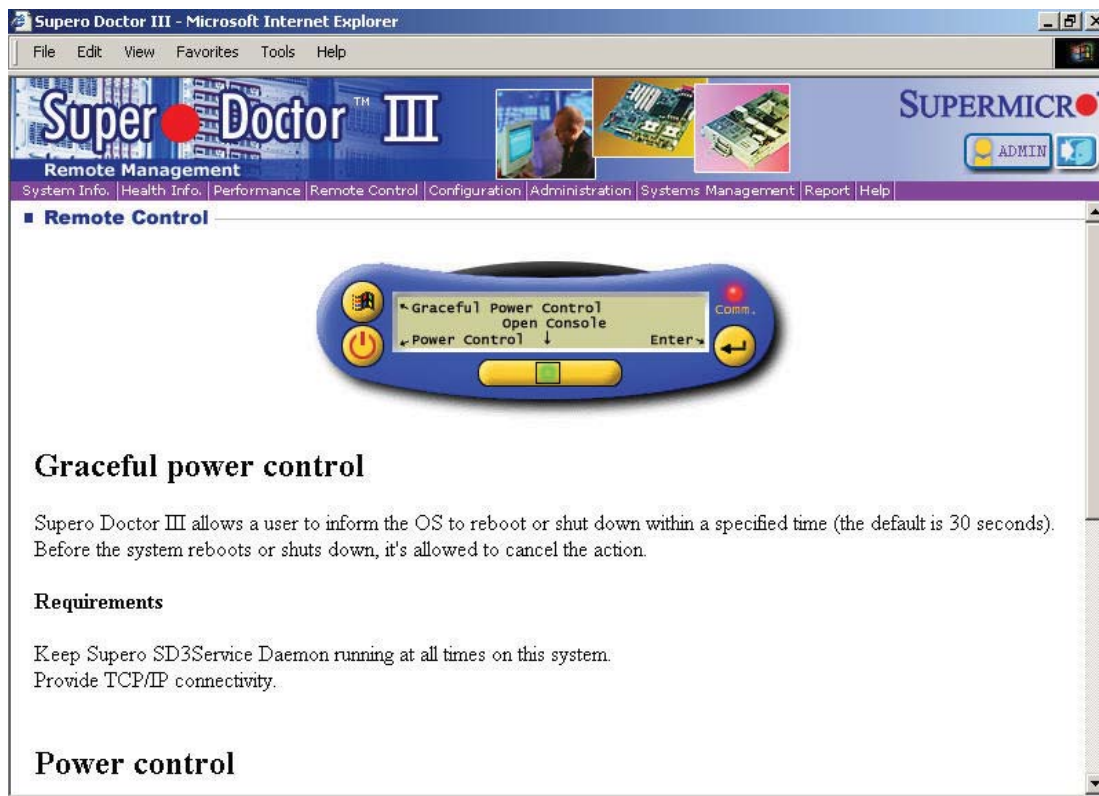 Supero Doctor III - Microsoft Internet Explorer
File Edit View Favorites Tools Help
Super Doctor™ III
SUPERMICR
Remote Management
ADMIN
System Info. Health Info. Performance Remote Control Configuration Administration Systems Management Report Help
Remote Control
Graceful Power Control
Open Console
Power Control ↓ Enter
Comm.
Graceful power control
Supero Doctor III allows a user to inform the OS to reboot or shut down within a specified time (the default is 30 seconds).
Before the system reboots or shuts down, it's allowed to cancel the action.
Requirements
Keep Supero SD3Service Daemon running at all times on this system.
Provide TCP/IP connectivity.
Power control